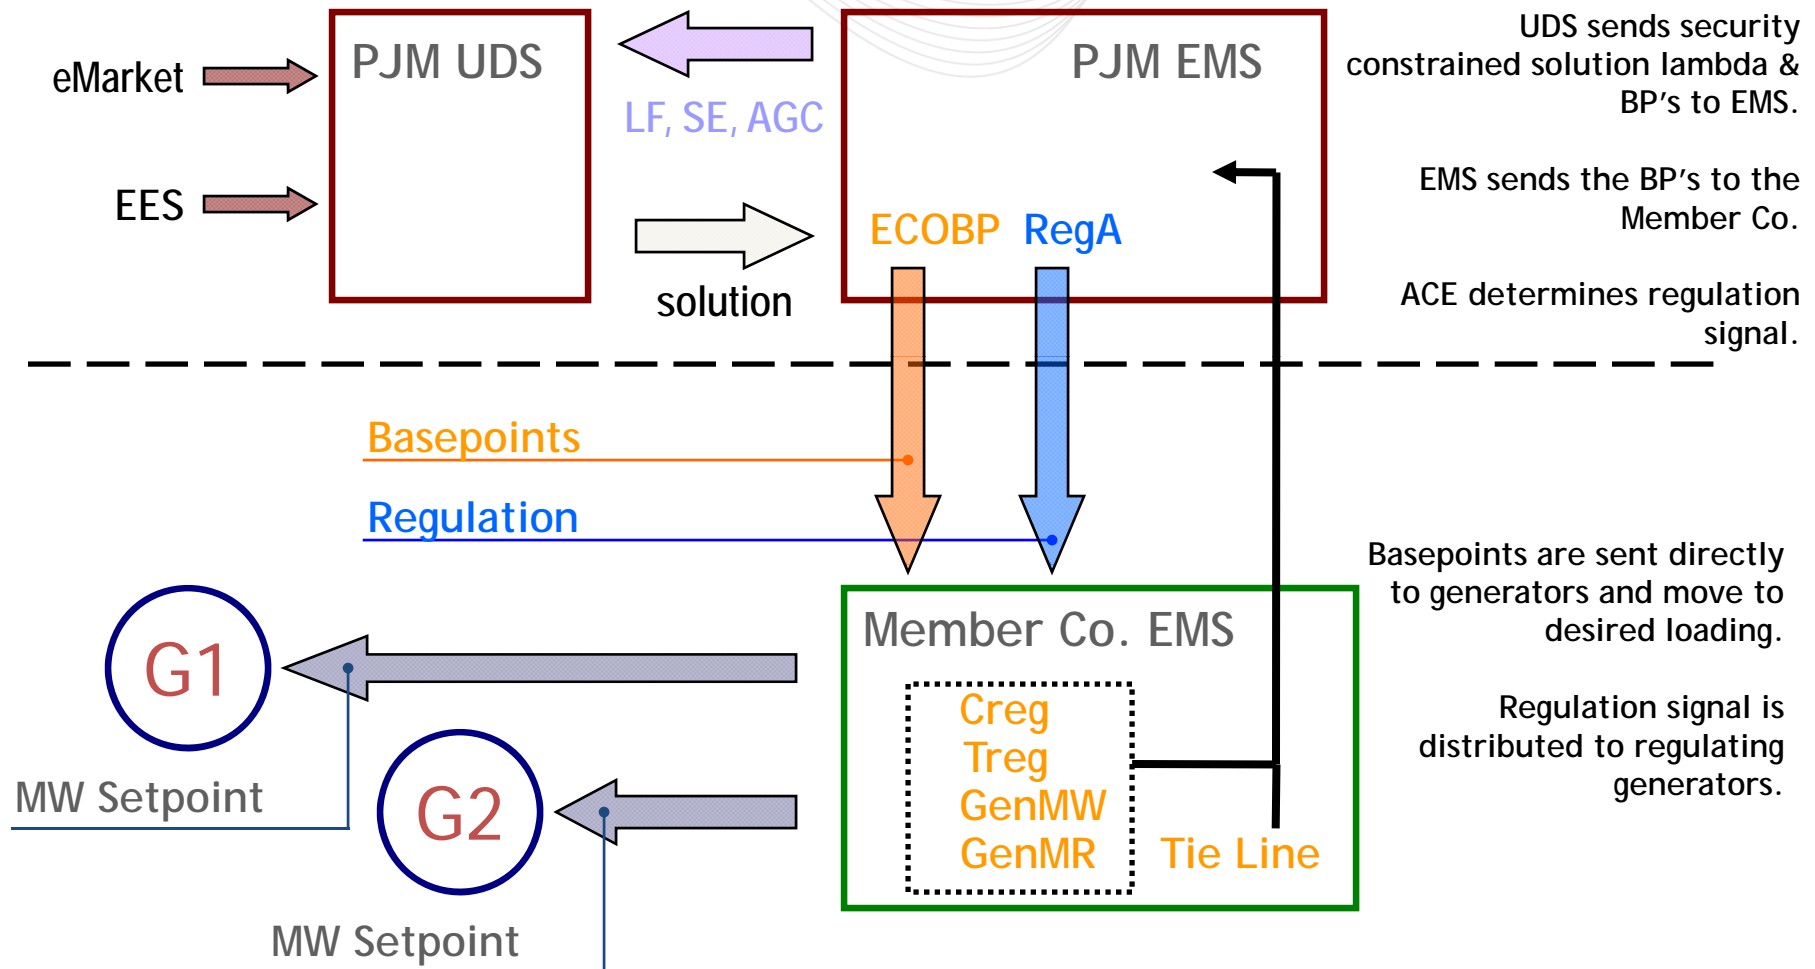 eMarket
EES
PJM UDS
LF, SE, AGC
solution
PJM EMS
ECOBP RegA
UDS sends security
constrained solution lambda &
BP's to EMS.
EMS sends the BP's to the
Member Co.
ACE determines regulation
signal.
Basepoints
Regulation
G1
MW Setpoint
G2
MW Setpoint
Member Co. EMS
Creg
Treg
GenMW
GenMR
Tie Line
Basepoints are sent directly
to generators and move to
desired loading.
Regulation signal is
distributed to regulating
generators.